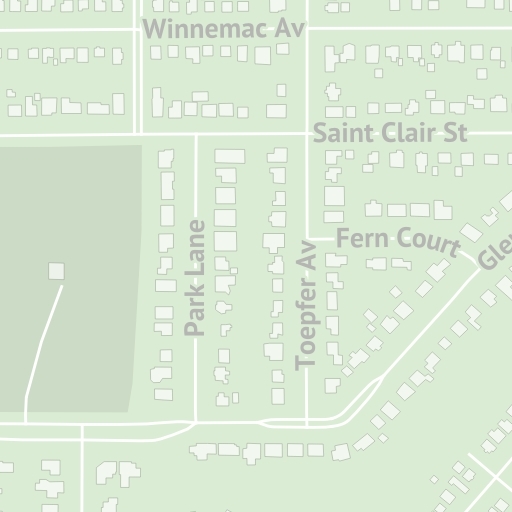 Winnemac Av
Saint Clair St
Fern Court
Park Lane
Toepfer Av